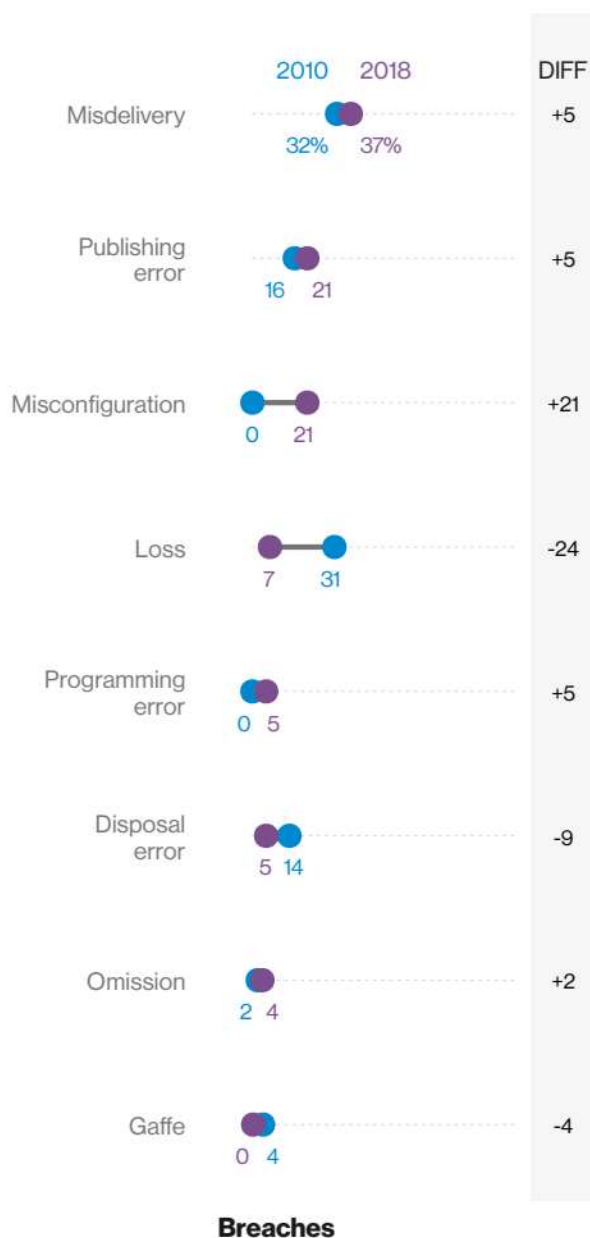 2010 2018 DIFF
Misdelivery +5
32% 37%
Publishing
error +5
16 21
Misconfiguration +21
0 21
Loss -24
7 31
Programming
error +5
0 5
Disposal
error -9
5 14
Omission +2
2 4
Gaffe -4
0 4
Breaches